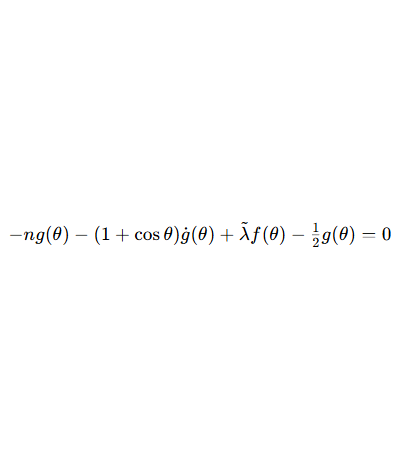 −ng(θ) − (1 + cos θ)ġ(θ) + λ̃f(θ) − ½g(θ) = 0